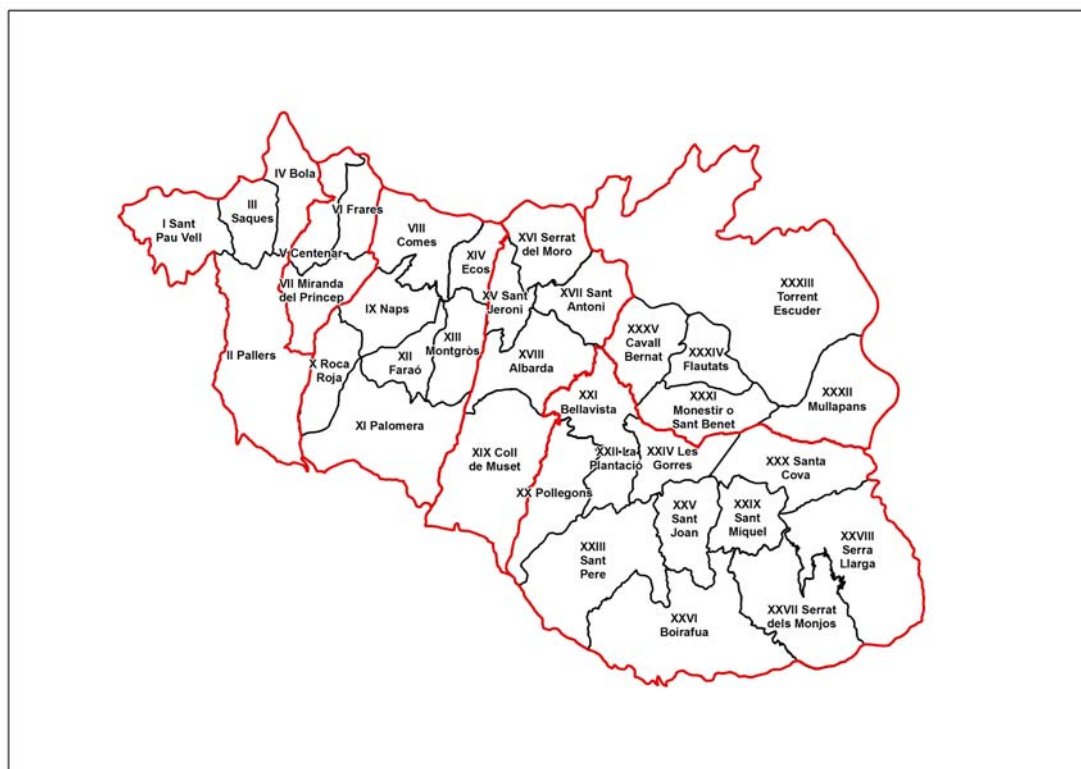 I Sant
Pau Vell
II Pallers
III
Saques
IV Bola
V Centenar
VI Frares
VII Miranda
del Príncep
VIII
Comes
IX Naps
X Roca
Roja
XI Palomera
XII
Faraó
XIII
Montgròs
XIV
Ecos
XV Sant
Jeroni
XVI Serrat
del Moro
XVII Sant
Antoni
XVIII
Albarda
XIX Coll
de Muset
XX Pollegons
XXI
Bellavista
XXII La
Plantació
XXIII
Sant
Pere
XXIV Les
Gorres
XXV
Sant
Joan
XXVI
Boirafua
XXVII Serrat
dels Monjos
XXVIII
Serra
Llarga
XXIX
Sant
Miquel
XXX Santa
Cova
XXXI
Monestir o
Sant Benet
XXXII
Mullapans
XXXIII
Torrent
Escuder
XXXIV
Flautats
XXXV
Cavall
Bernat